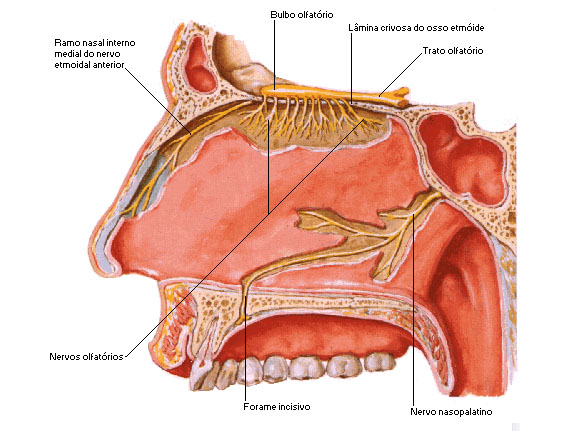 Bulbo olfatório
Lâmina crivosa do osso etmóide
Ramo nasal interno
medial do nervo
etmoidal anterior
Trato olfatório
Nervos olfatórios
Forame incisivo
Nervo nasopalatino